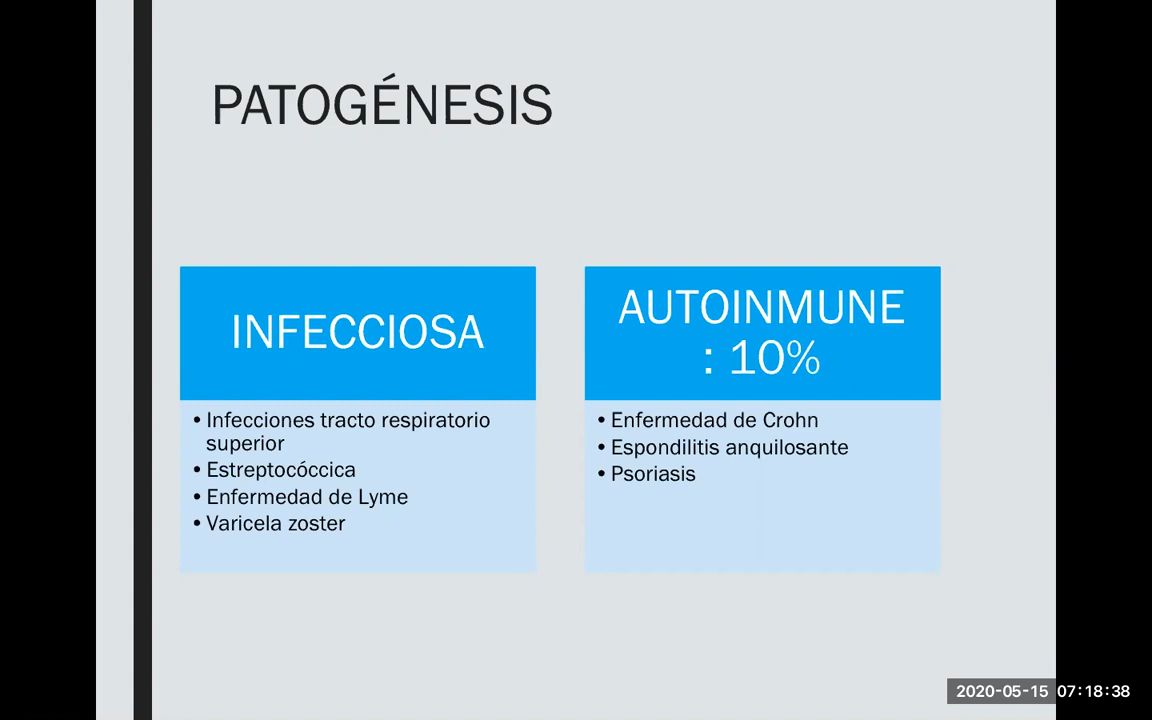 PATOGÉNESIS
INFECCIOSA
• Infecciones tracto respiratorio
superior
• Estreptocóccica
• Enfermedad de Lyme
• Varicela zoster
AUTOINMUNE
: 10%
• Enfermedad de Crohn
• Espondilitis anquilosante
• Psoriasis
2020-05-15 07:18:38